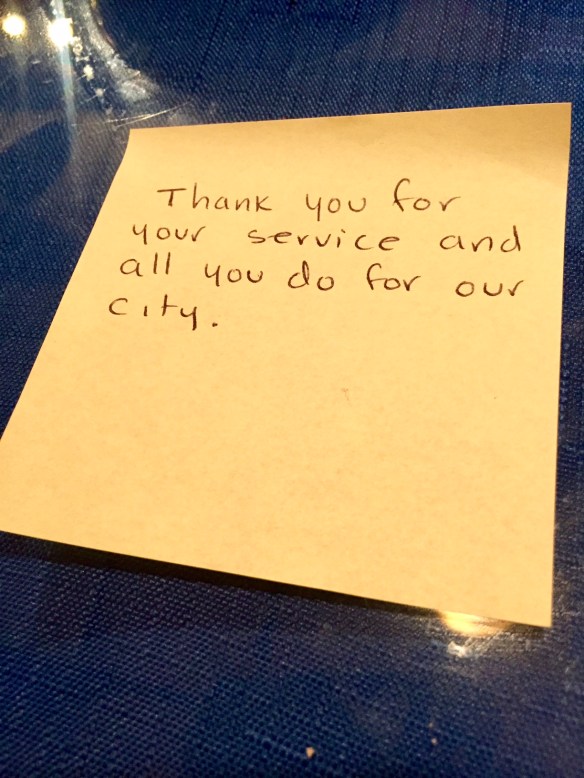 Thank you for
your service and
all you do for our
city.